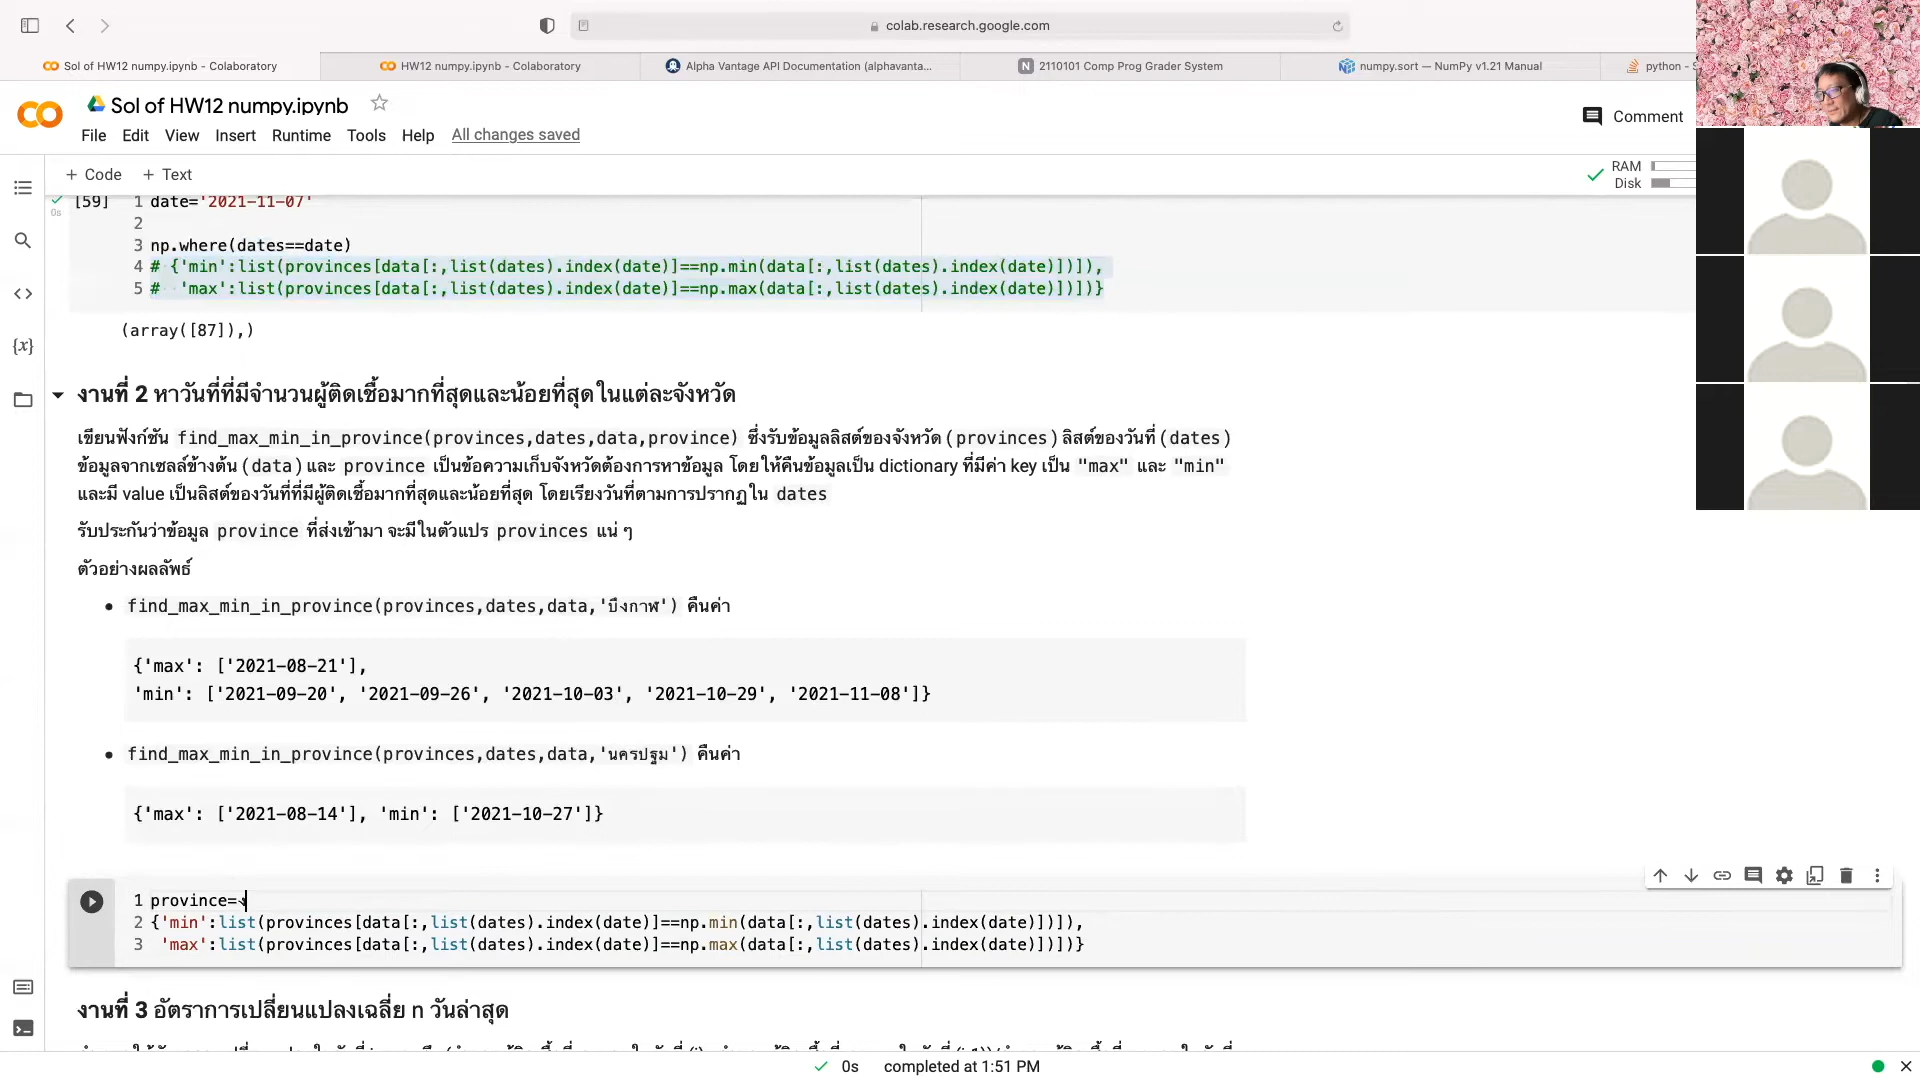 colab.research.google.com
Sol of HW12 numpy.ipynb - Colaboratory
HW12 numpy.ipynb - Colaboratory
Alpha Vantage API Documentation (alphavanta...
N 2110101 Comp Prog Grader System
numpy.sort — NumPy v1.21 Manual
python - S
Sol of HW12 numpy.ipynb
Comment
File Edit View Insert Runtime Tools Help All changes saved
+ Code + Text
RAM
Disk
[59] 1 date='2021-11-07'
0s
2
3 np.where(dates==date)
4 # {'min':list(provinces[data[:,list(dates).index(date)]==np.min(data[:,list(dates).index(date)])]),
5 #  'max':list(provinces[data[:,list(dates).index(date)]==np.max(data[:,list(dates).index(date)])])}
(array([87]),)
งานที่ 2 หาวันที่ที่มีจำนวนผู้ติดเชื้อมากที่สุดและน้อยที่สุด ในแต่ละจังหวัด
เขียนฟังก์ชัน find_max_min_in_province(provinces,dates,data,province) ซึ่งรับข้อมูลลิสต์ของจังหวัด (provinces) ลิสต์ของวันที่ (dates)
ข้อมูลจากเซลล์ข้างต้น (data) และ province เป็นข้อความเก็บจังหวัดต้องการหาข้อมูล โดยให้คืนข้อมูลเป็น dictionary ที่มีค่า key เป็น "max" และ "min"
และมี value เป็นลิสต์ของวันที่ที่มีผู้ติดเชื้อมากที่สุดและน้อยที่สุด โดยเรียงวันที่ตามการปรากฏใน dates
รับประกันว่าข้อมูล province ที่ส่งเข้ามา จะมีในตัวแปร provinces แน่ ๆ
ตัวอย่างผลลัพธ์
• find_max_min_in_province(provinces,dates,data,'บึงกาฬ') คืนค่า
{'max': ['2021-08-21'],
'min': ['2021-09-20', '2021-09-26', '2021-10-03', '2021-10-29', '2021-11-08']}
• find_max_min_in_province(provinces,dates,data,'นครปฐม') คืนค่า
{'max': ['2021-08-14'], 'min': ['2021-10-27']}
1 province=
2 {'min':list(provinces[data[:,list(dates).index(date)]==np.min(data[:,list(dates).index(date)])]),
3  'max':list(provinces[data[:,list(dates).index(date)]==np.max(data[:,list(dates).index(date)])])}
งานที่ 3 อัตราการเปลี่ยนแปลงเฉลี่ย n วันล่าสุด
0s completed at 1:51 PM